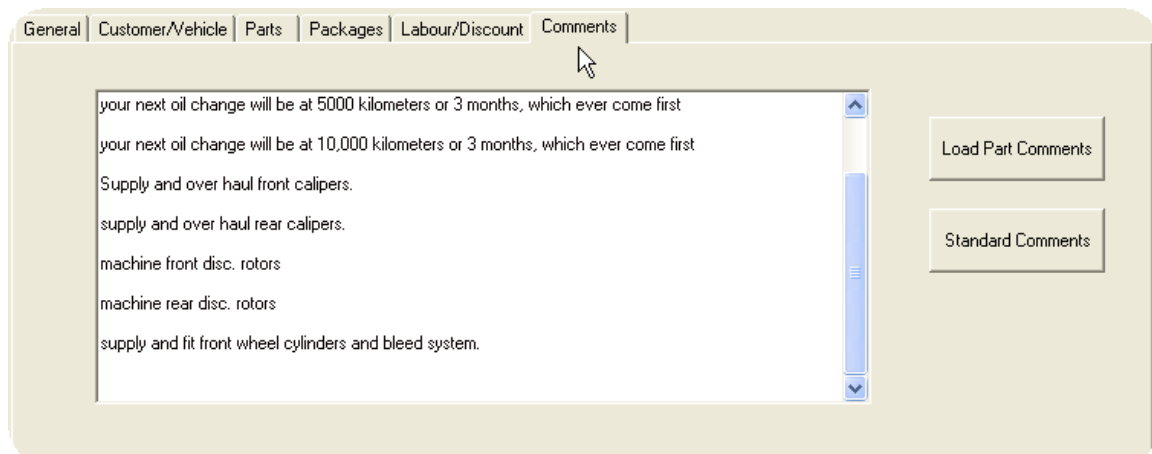 General Customer/Vehicle Parts Packages Labour/Discount Comments
your next oil change will be at 5000 kilometers or 3 months, which ever come first
your next oil change will be at 10,000 kilometers or 3 months, which ever come first
Supply and over haul front calipers.
supply and over haul rear calipers.
machine front disc. rotors
machine rear disc. rotors
supply and fit front wheel cylinders and bleed system.
Load Part Comments
Standard Comments